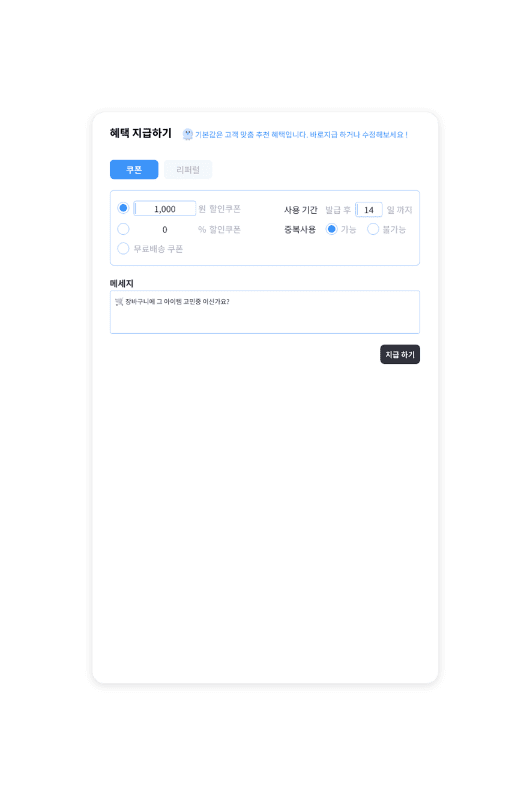 혜택 지급하기
기본값은 고객 맞춤 추천 혜택입니다. 바로지급 하거나 수정해보세요 !
쿠폰 리퍼럴
1,000 원 할인쿠폰 사용 기간 발급 후 14 일 까지
0 % 할인쿠폰 중복사용 가능 불가능
무료배송 쿠폰
메세지
장바구니에 그 아이템 고민중 이신가요?
지급 하기